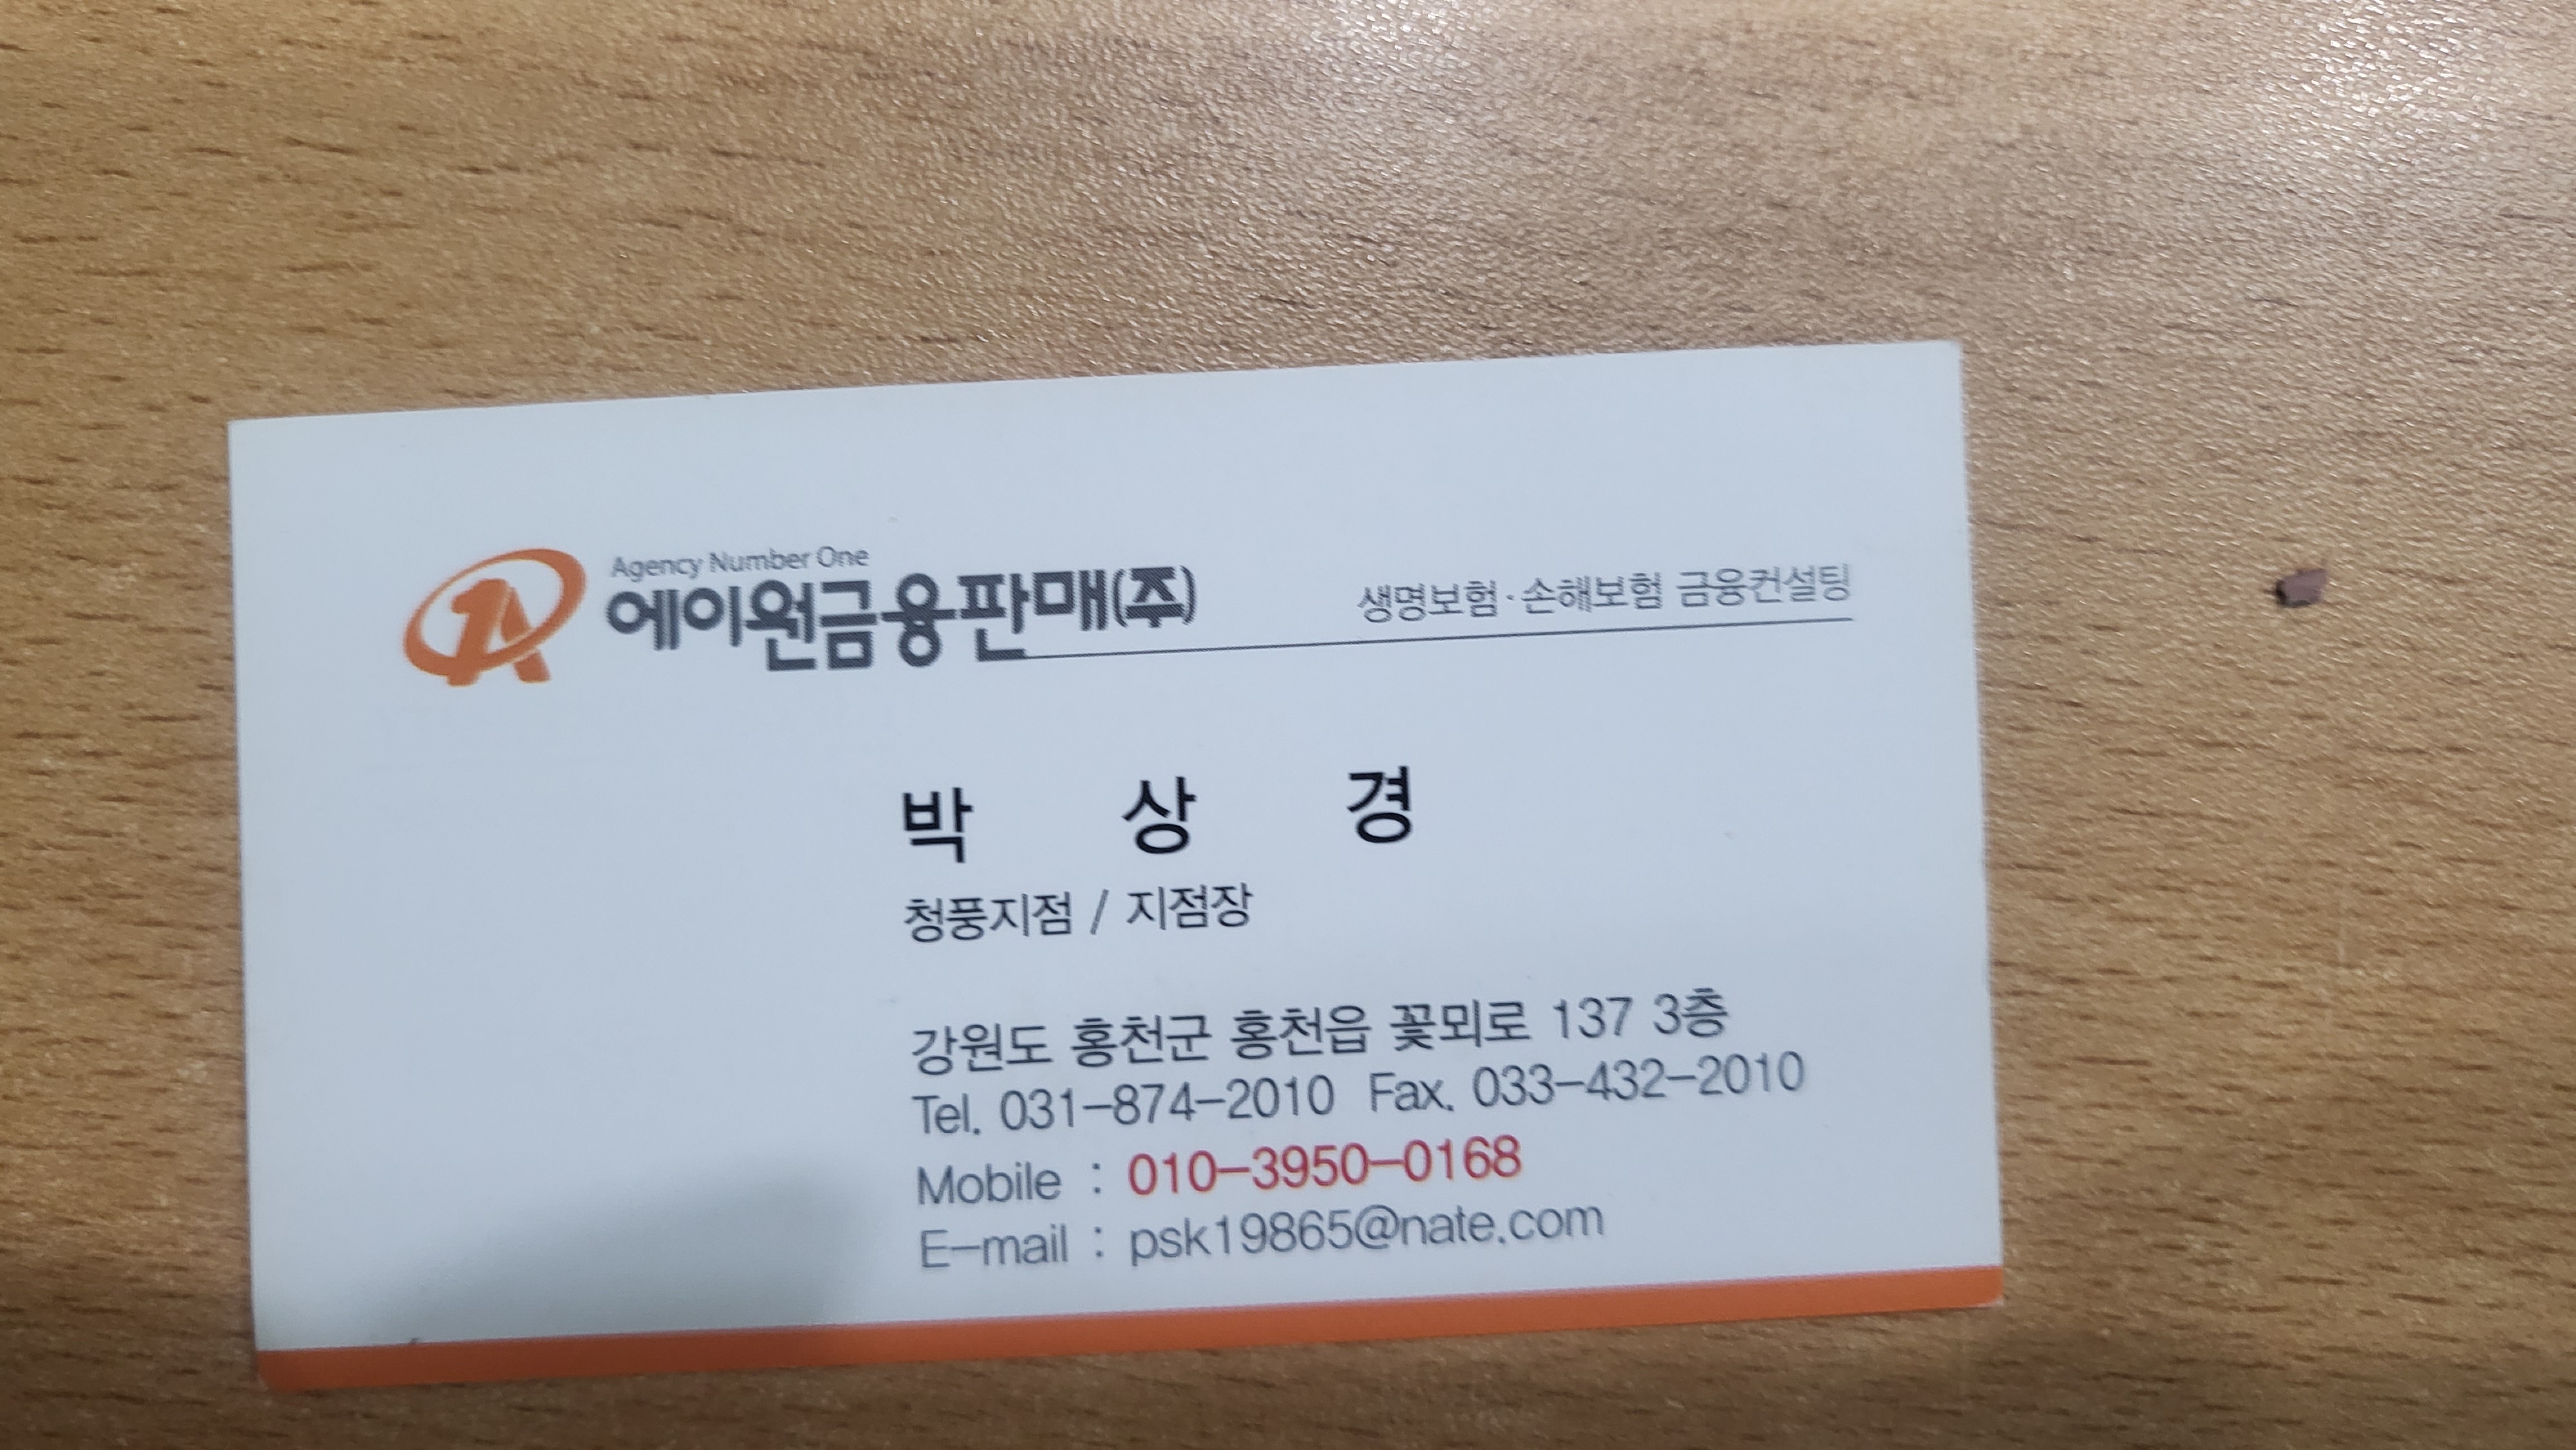 Agency Number One
에이원금융판매(주)
생명보험·손해보험 금융컨설팅
박 상 경
청풍지점 / 지점장
강원도 홍천군 홍천읍 꽃뫼로 137 3층
Tel. 031-874-2010 Fax. 033-432-2010
Mobile : 010-3950-0168
E-mail : psk19865@nate.com